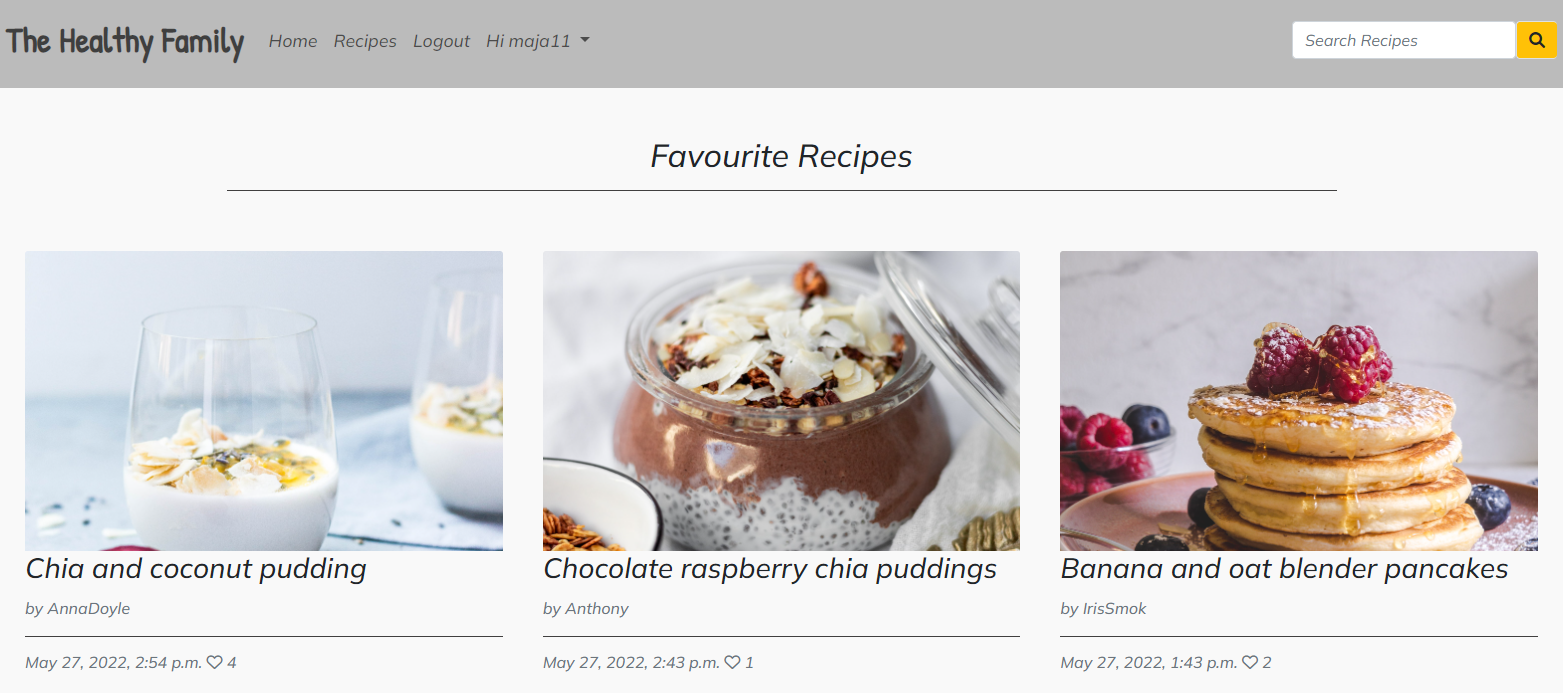 The Healthy Family Home Recipes Logout Hi maja11 Search Recipes
Favourite Recipes
Chia and coconut pudding
by AnnaDoyle
May 27, 2022, 2:54 p.m. 4
Chocolate raspberry chia puddings
by Anthony
May 27, 2022, 2:43 p.m. 1
Banana and oat blender pancakes
by IrisSmok
May 27, 2022, 1:43 p.m. 2